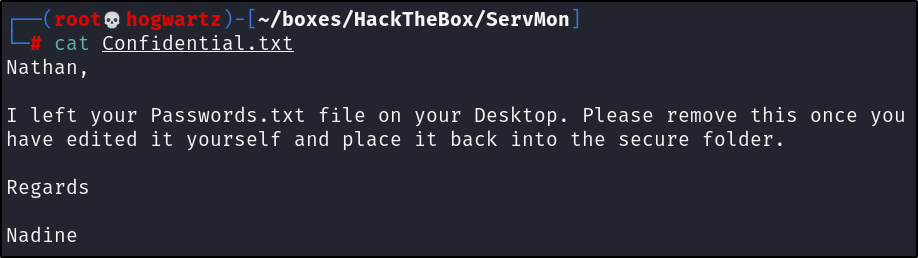 ┌──(root💀hogwartz)-[~/boxes/HackTheBox/ServMon]
└─# cat Confidential.txt
Nathan,
I left your Passwords.txt file on your Desktop. Please remove this once you
have edited it yourself and place it back into the secure folder.
Regards
Nadine